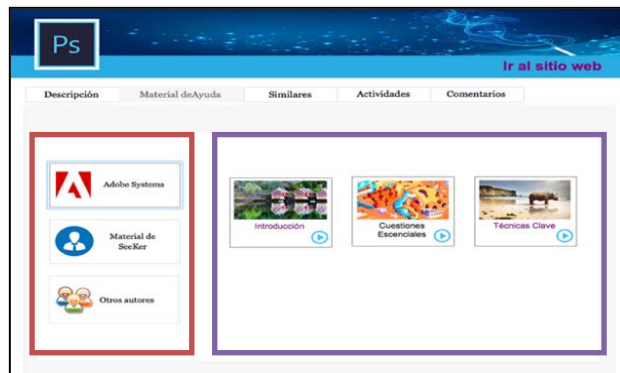 Ps
Ir al sitio web
Descripción Material deAyuda Similares Actividades Comentarios
Adobe Systems
Material de
SeeKer
Otros autores
Introducción
Cuestiones
Escenciales
Técnicas Clave